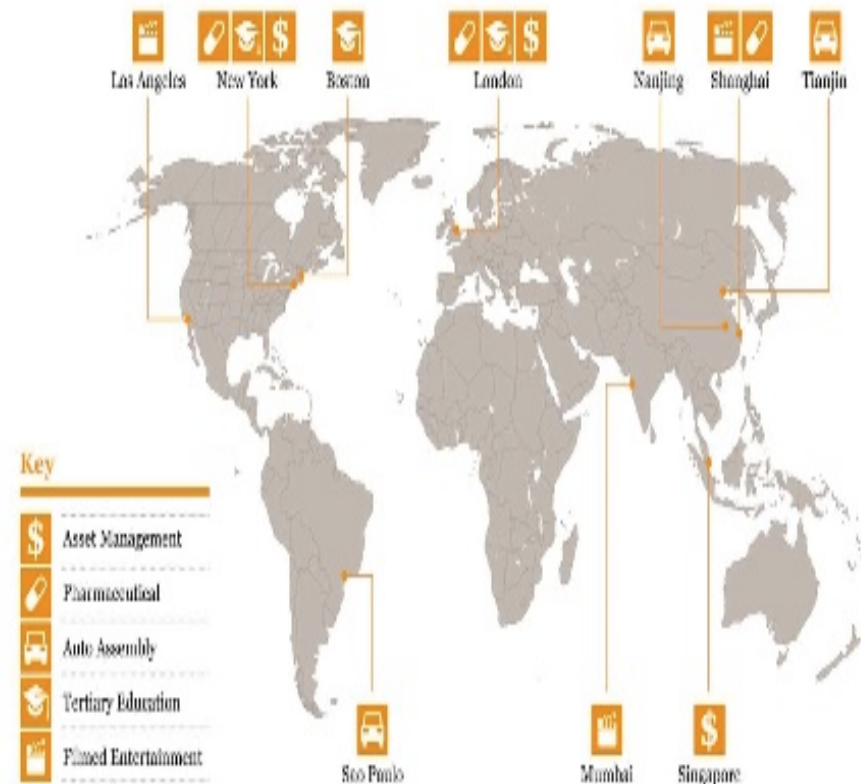 Los Angeles
New York
Boston
London
Nanjing
Shanghai
Tianjin
Key
$ Asset Management
Pharmaceutical
Auto Assembly
Tertiary Education
Filmed Entertainment
Sao Paulo
Mumbai
Singapore